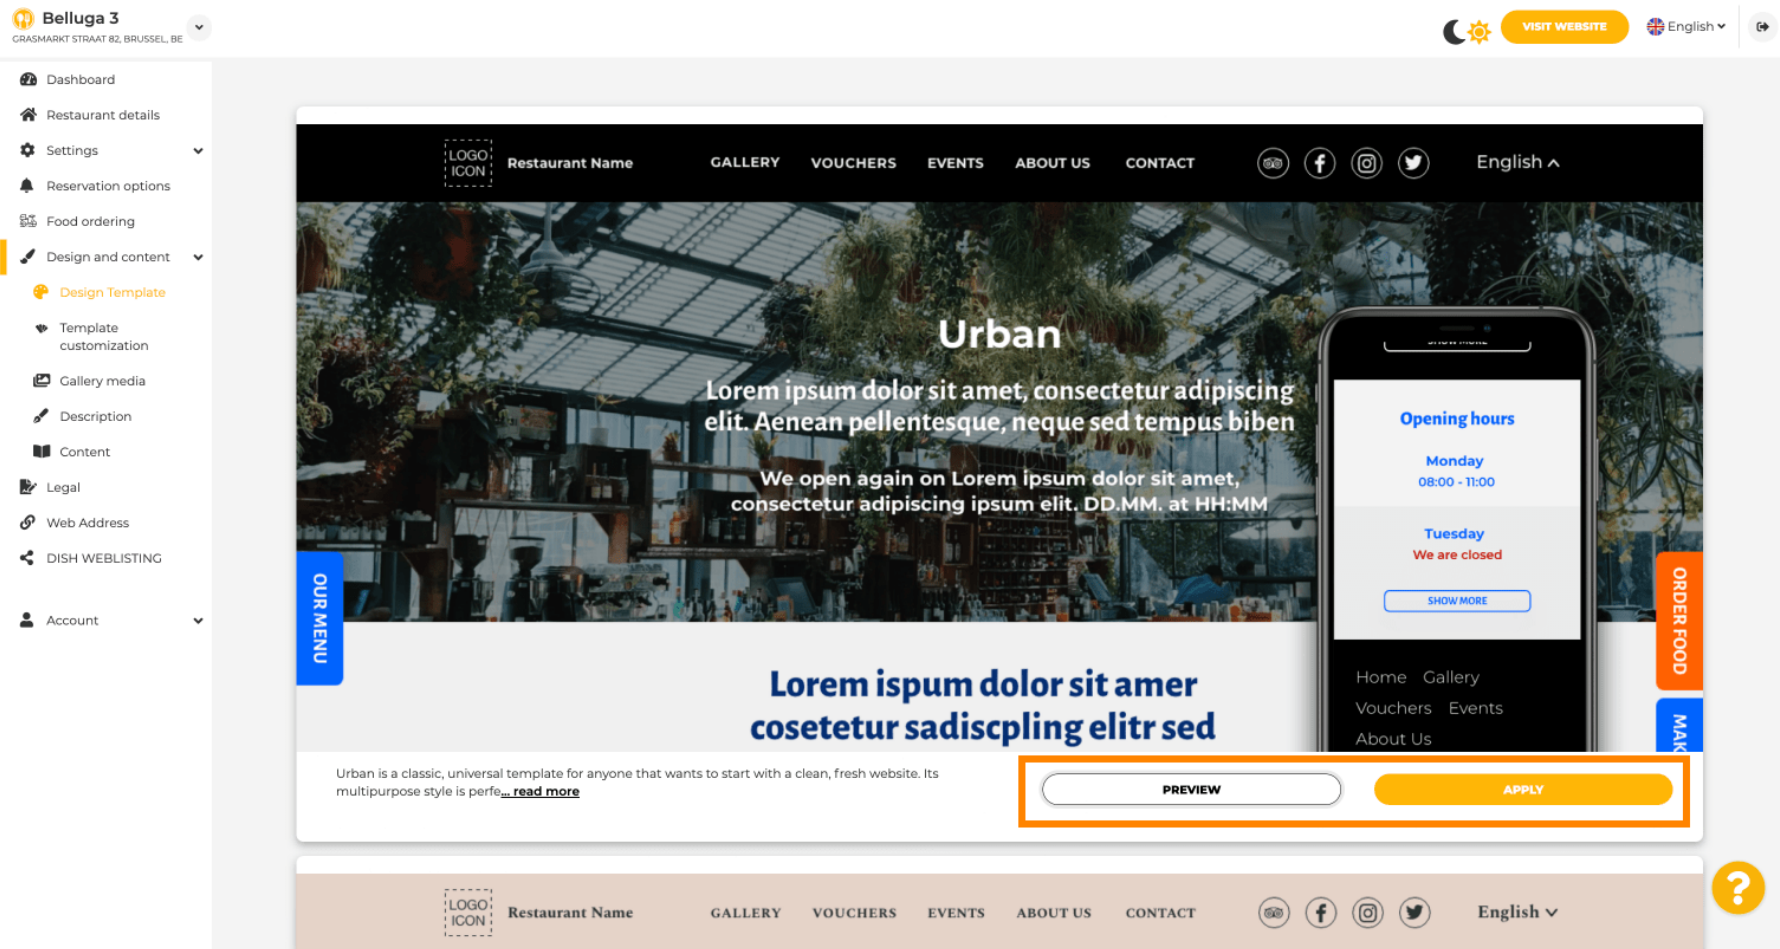 Belluga 3
GRASMARKT STRAAT 82, BRUSSEL, BE
VISIT WEBSITE
English
Dashboard
Restaurant details
Settings
Reservation options
Food ordering
Design and content
Design Template
Template
customization
Gallery media
Description
Content
Legal
Web Address
DISH WEBLISTING
Account
LOGO
ICON
Restaurant Name
GALLERY
VOUCHERS
EVENTS
ABOUT US
CONTACT
English
Urban
Lorem ipsum dolor sit amet, consectetur adipiscing
elit. Aenean pellentesque, neque sed tempus biben
We open again on Lorem ipsum dolor sit amet,
consectetur adipiscing ipsum elit. DD.MM. at HH:MM
OUR MENU
SHOW MORE
Opening hours
Monday
08:00 - 11:00
Tuesday
We are closed
SHOW MORE
Home Gallery
Vouchers Events
About Us
ORDER FOOD
MAK
Lorem ispum dolor sit amer
cosetetur sadiscpling elitr sed
Urban is a classic, universal template for anyone that wants to start with a clean, fresh website. Its
multipurpose style is perfe... read more
PREVIEW
APPLY
?
LOGO
ICON
Restaurant Name
GALLERY
VOUCHERS
EVENTS
ABOUT US
CONTACT
English